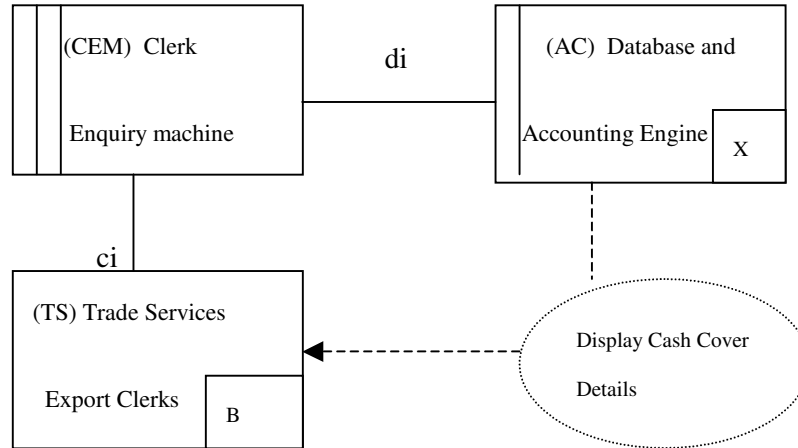 (CEM) Clerk
Enquiry machine
di
(AC) Database and
Accounting Engine
X
ci
(TS) Trade Services
Export Clerks
B
Display Cash Cover
Details